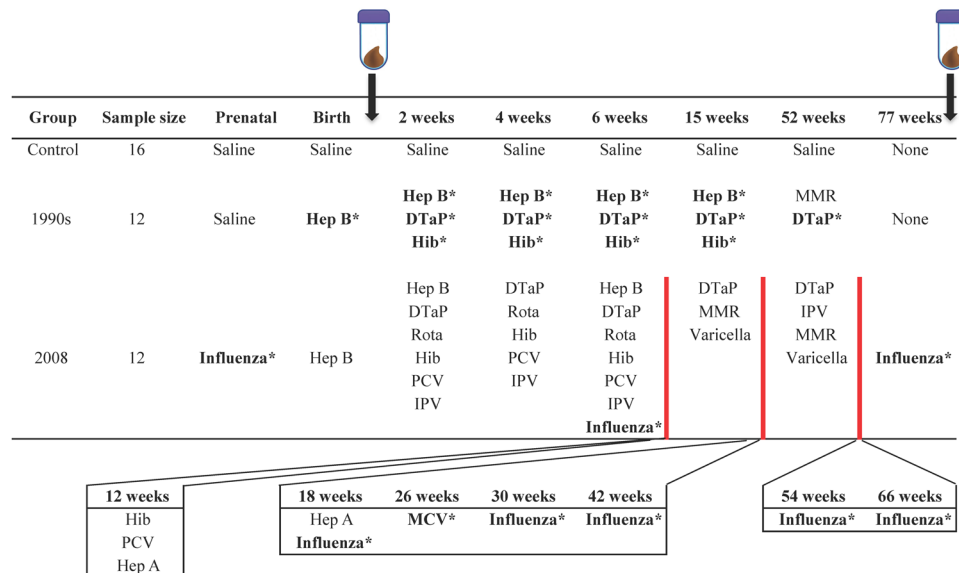 Group Sample size Prenatal Birth 2 weeks 4 weeks 6 weeks 15 weeks 52 weeks 77 weeks
Control 16 Saline Saline Saline Saline Saline Saline Saline None
Hep B* Hep B* Hep B* Hep B* MMR
1990s 12 Saline Hep B* DTaP* DTaP* DTaP* DTaP* DTaP* None
Hib* Hib* Hib* Hib*
Hep B DTaP Hep B DTaP DTaP
DTaP Rota DTaP MMR IPV
Rota Hib Rota Varicella MMR
2008 12 Influenza* Hep B Hib PCV Hib Varicella Influenza*
PCV IPV PCV
IPV IPV
Influenza*
12 weeks 18 weeks 26 weeks 30 weeks 42 weeks 54 weeks 66 weeks
Hib Hep A MCV* Influenza* Influenza* Influenza* Influenza*
PCV Influenza*
Hep A